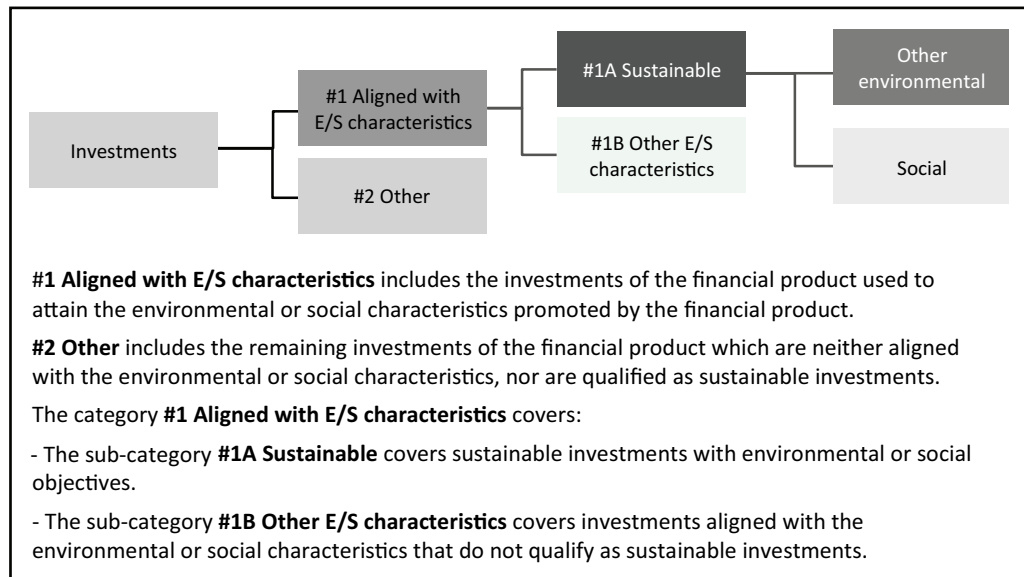 Investments
#1 Aligned with
E/S characteristics
#2 Other
#1A Sustainable
#1B Other E/S
characteristics
Other
environmental
Social
#1 Aligned with E/S characteristics includes the investments of the financial product used to
attain the environmental or social characteristics promoted by the financial product.
#2 Other includes the remaining investments of the financial product which are neither aligned
with the environmental or social characteristics, nor are qualified as sustainable investments.
The category #1 Aligned with E/S characteristics covers:
- The sub-category #1A Sustainable covers sustainable investments with environmental or social
objectives.
- The sub-category #1B Other E/S characteristics covers investments aligned with the
environmental or social characteristics that do not qualify as sustainable investments.